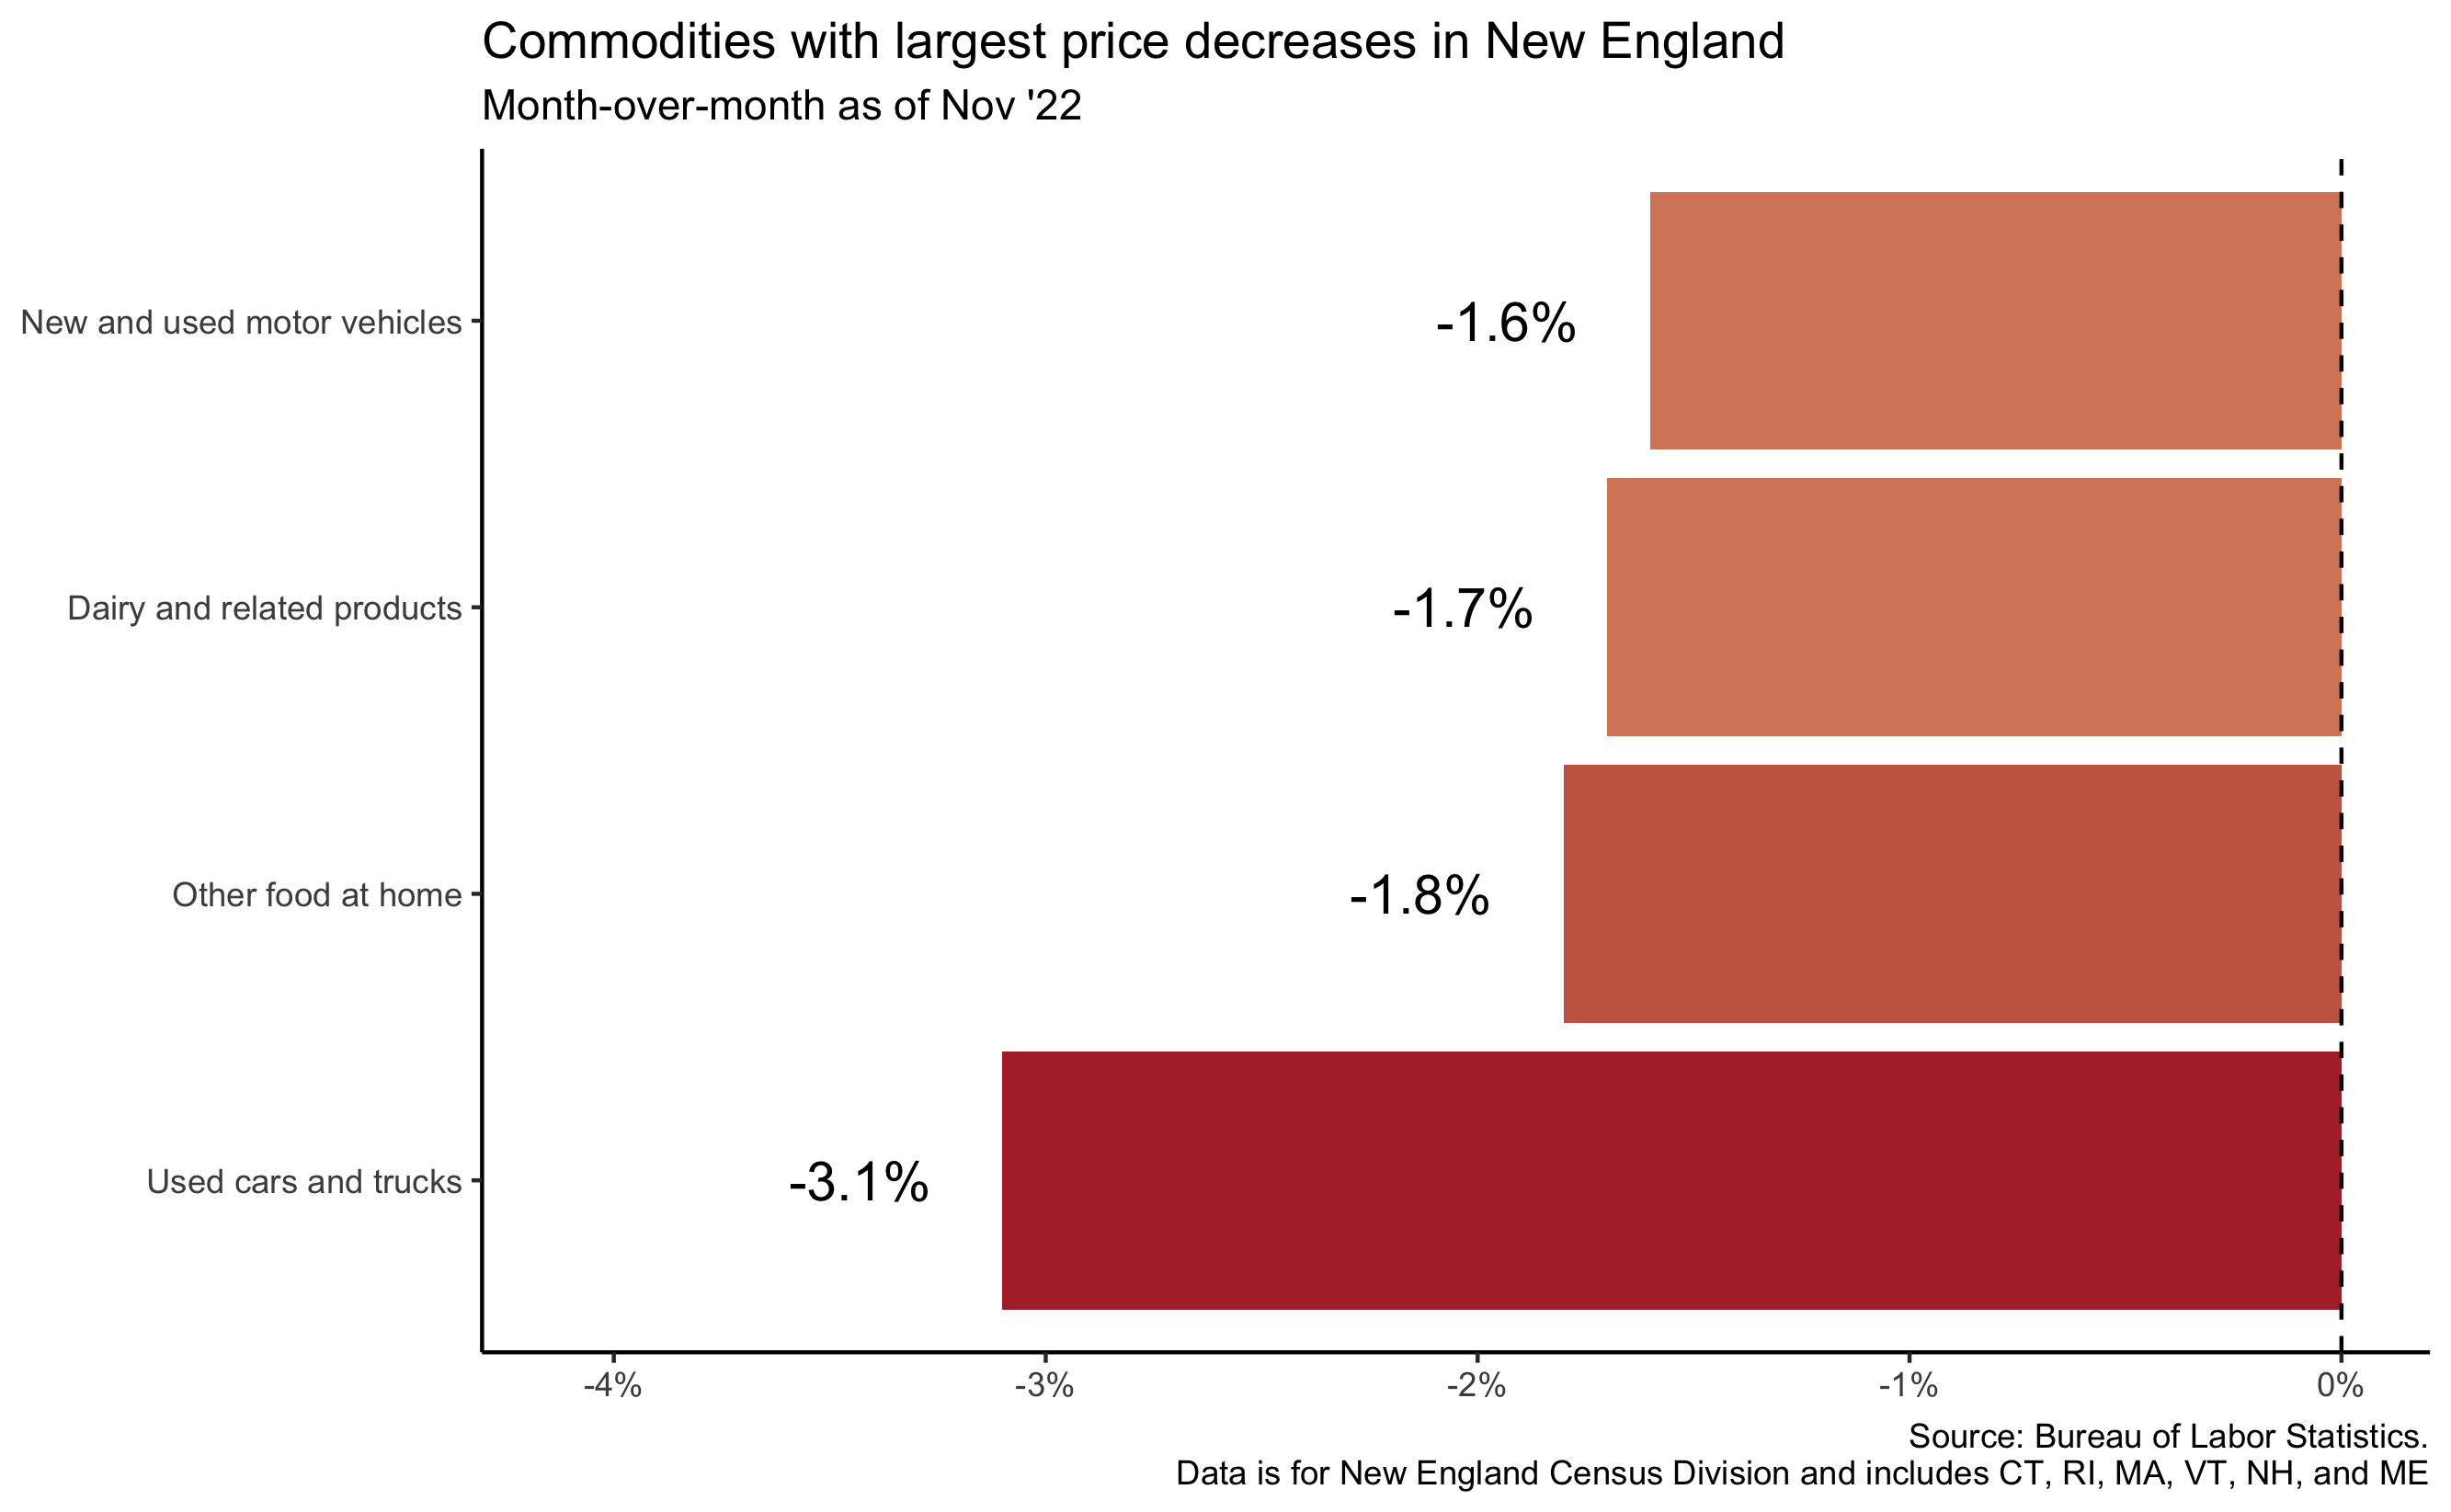 Commodities with largest price decreases in New England
Month-over-month as of Nov '22
New and used motor vehicles
-1.6%
Dairy and related products
-1.7%
Other food at home
-1.8%
Used cars and trucks
-3.1%
-4%
-3%
-2%
-1%
0%
Source: Bureau of Labor Statistics.
Data is for New England Census Division and includes CT, RI, MA, VT, NH, and ME